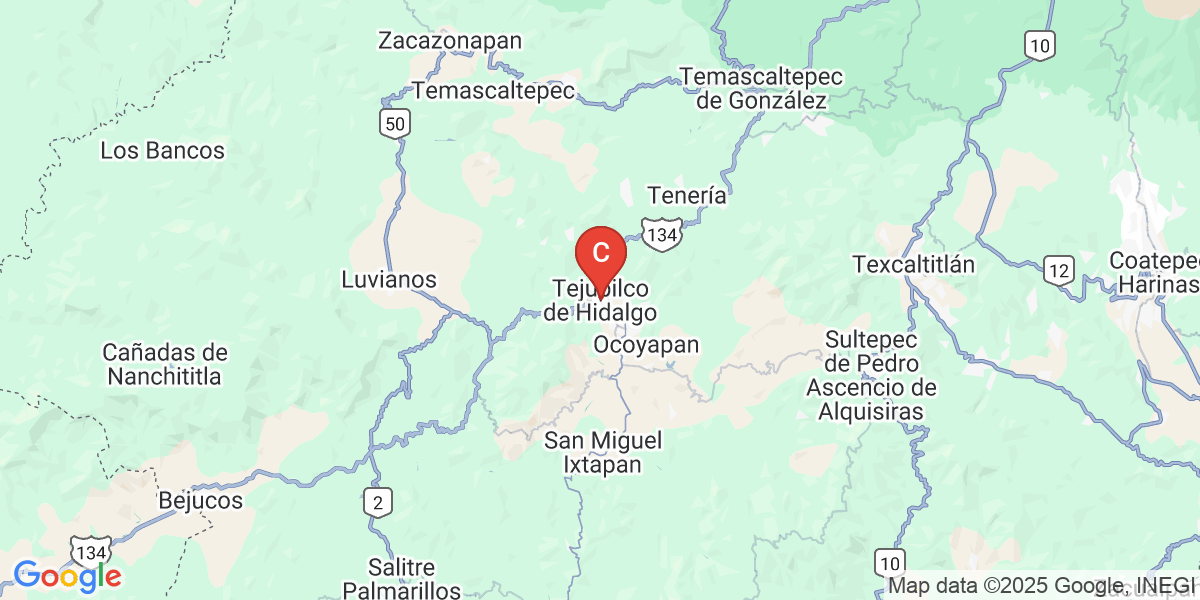 Zacazonapan
10
Temascaltepec
de González
Temascaltepec
50
Los Bancos
Tenería
134
C
Texcaltitlán
Coatepec
Harinas
12
Luvianos
Tejupilco
de Hidalgo
Ocoyapan
Sultepec
de Pedro
Ascencio de
Alquisiras
Cañadas de
Nanchititla
San Miguel
Ixtapan
Bejucos
2
134
10
Salitre
Palmarillos
Google
Map data ©2025 Google, INEGI